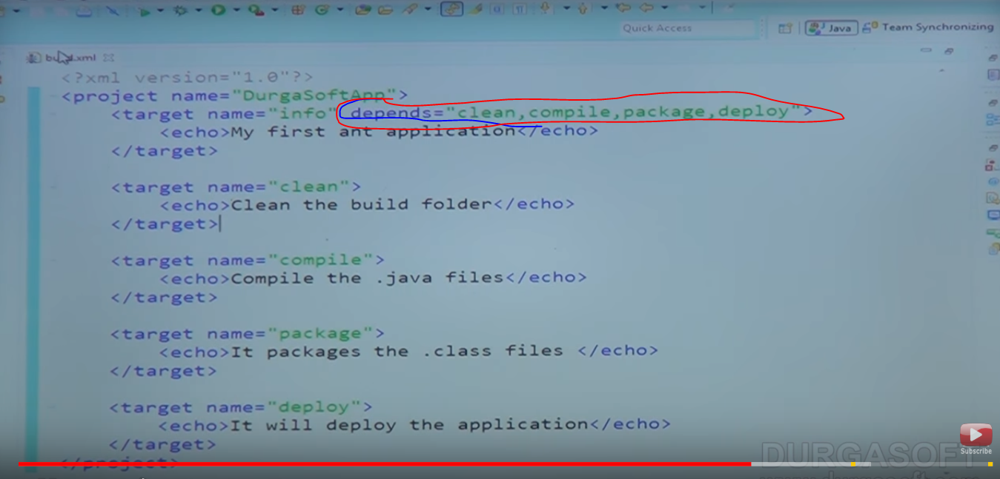 Quick Access
Java
Team Synchronizing
build.xml
<?xml version="1.0"?>
<project name="DurgaSoftApp">
<target name="info" depends="clean,compile,package,deploy">
<echo>My first ant application</echo>
</target>
<target name="clean">
<echo>Clean the build folder</echo>
</target>
<target name="compile">
<echo>Compile the .java files</echo>
</target>
<target name="package">
<echo>It packages the .class files </echo>
</target>
<target name="deploy">
<echo>It will deploy the application</echo>
</target>
</project>
Subscribe
DURGASOFT